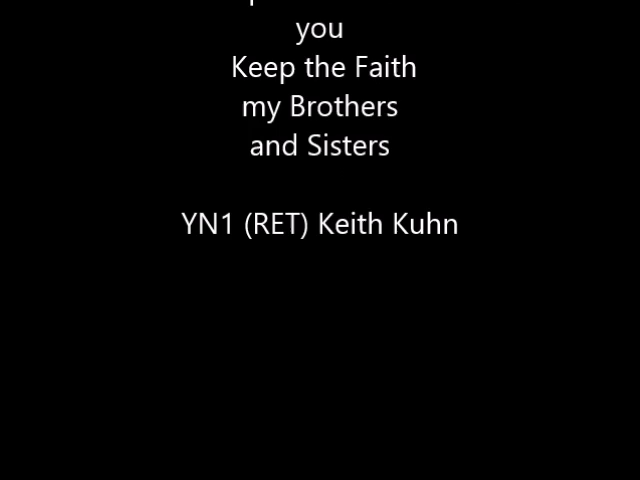 you
Keep the Faith
my Brothers
and Sisters
YN1 (RET) Keith Kuhn